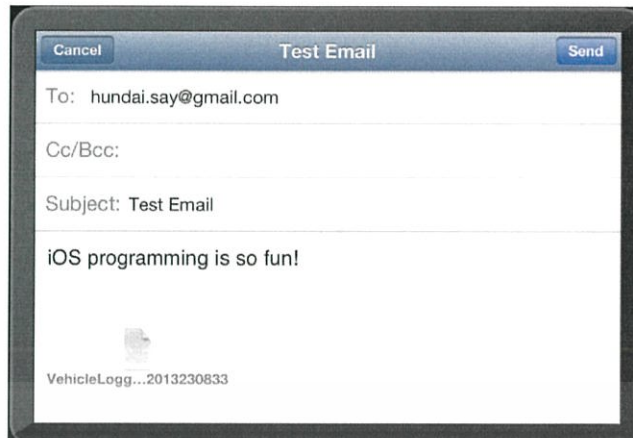 Cancel Test Email Send
To: hundai.say@gmail.com
Cc/Bcc:
Subject: Test Email
iOS programming is so fun!
VehicleLogg...2013230833